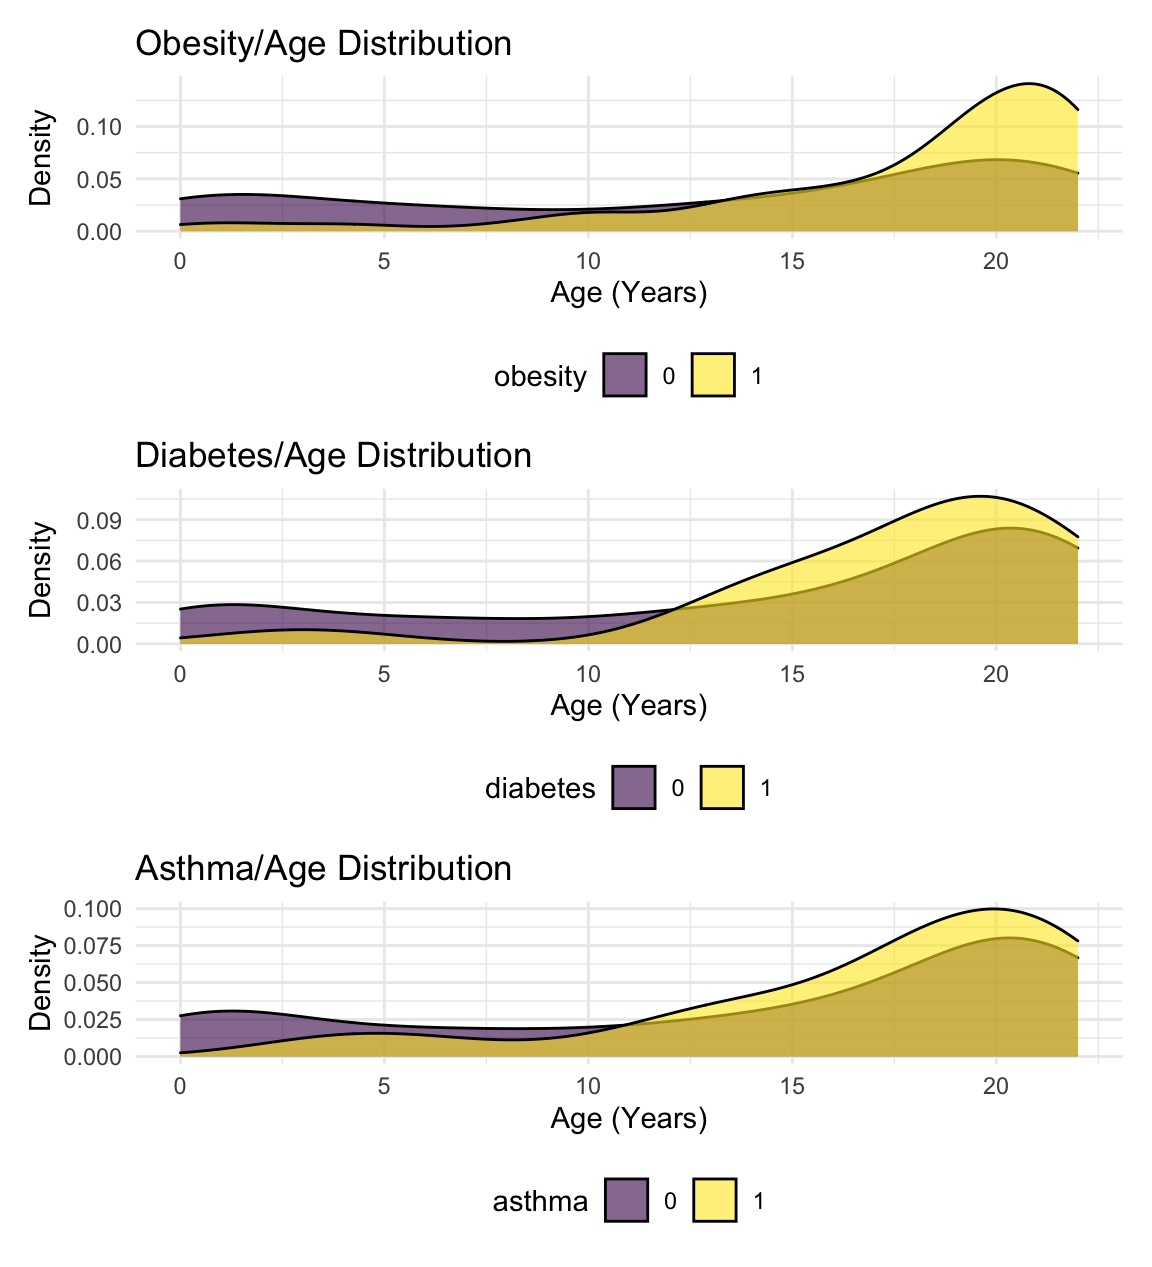 Obesity/Age Distribution
Density
0.10
0.05
0.00
0 5 10 15 20
Age (Years)
obesity 0 1
Diabetes/Age Distribution
Density
0.09
0.06
0.03
0.00
0 5 10 15 20
Age (Years)
diabetes 0 1
Asthma/Age Distribution
Density
0.100
0.075
0.050
0.025
0.000
0 5 10 15 20
Age (Years)
asthma 0 1